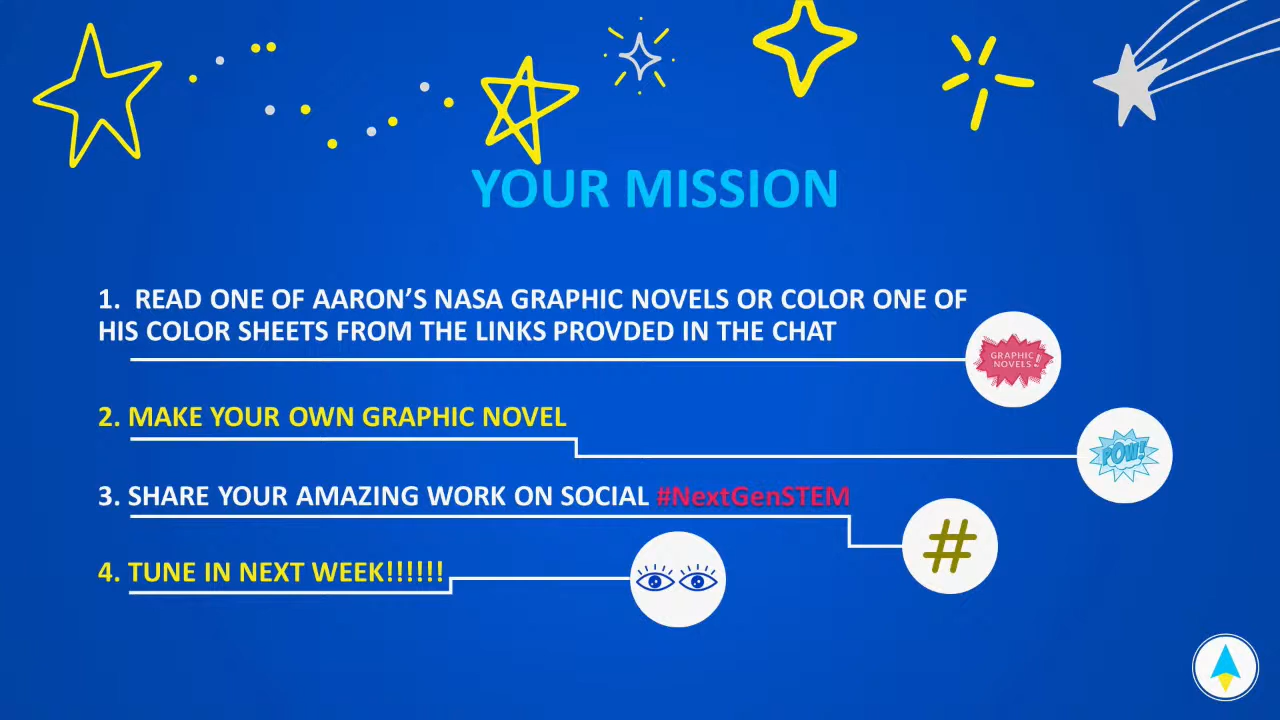 YOUR MISSION
1. READ ONE OF AARON’S NASA GRAPHIC NOVELS OR COLOR ONE OF
HIS COLOR SHEETS FROM THE LINKS PROVDED IN THE CHAT
GRAPHIC
NOVELS!
2. MAKE YOUR OWN GRAPHIC NOVEL
POW!
3. SHARE YOUR AMAZING WORK ON SOCIAL #NextGenSTEM
#
4. TUNE IN NEXT WEEK!!!!!!